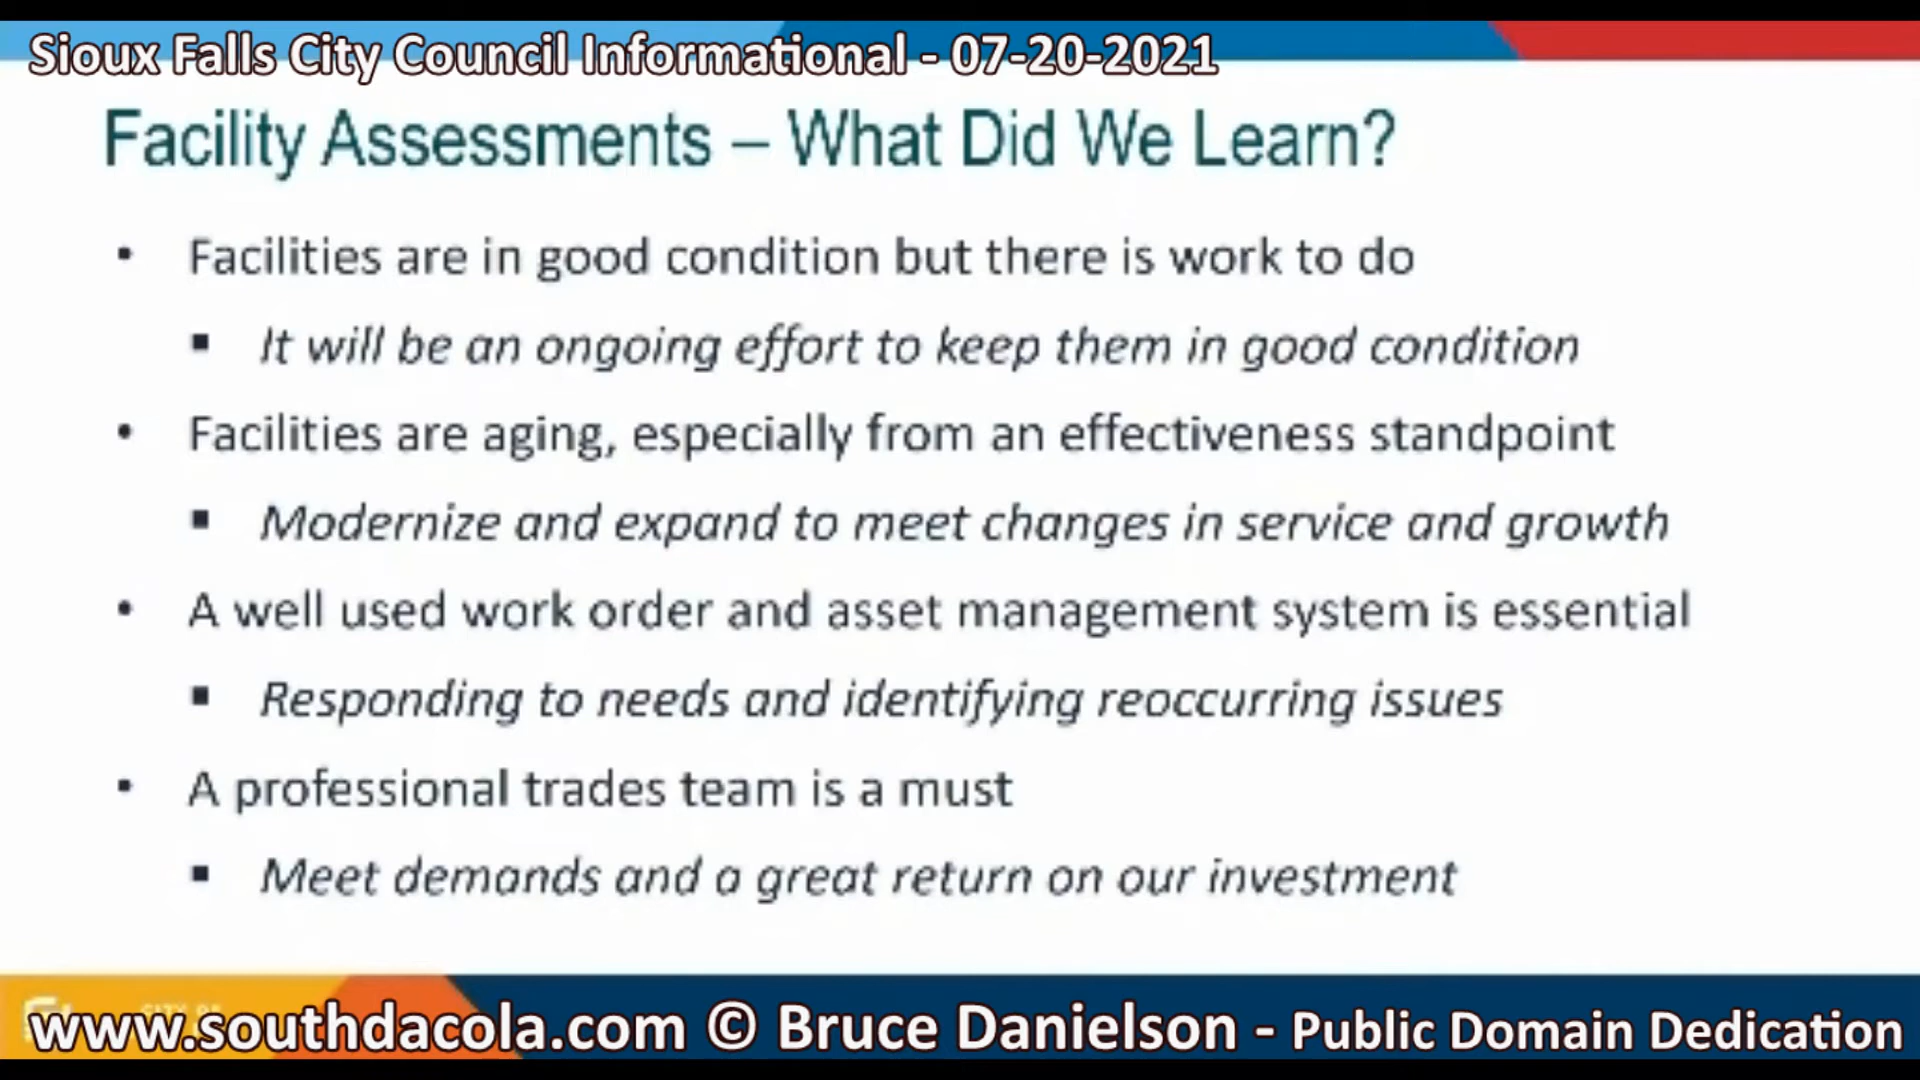 Sioux Falls City Council Informational - 07-20-2021
Facility Assessments – What Did We Learn?
• Facilities are in good condition but there is work to do
▪ It will be an ongoing effort to keep them in good condition
• Facilities are aging, especially from an effectiveness standpoint
▪ Modernize and expand to meet changes in service and growth
• A well used work order and asset management system is essential
▪ Responding to needs and identifying reoccurring issues
• A professional trades team is a must
▪ Meet demands and a great return on our investment
www.southdacola.com © Bruce Danielson - Public Domain Dedication